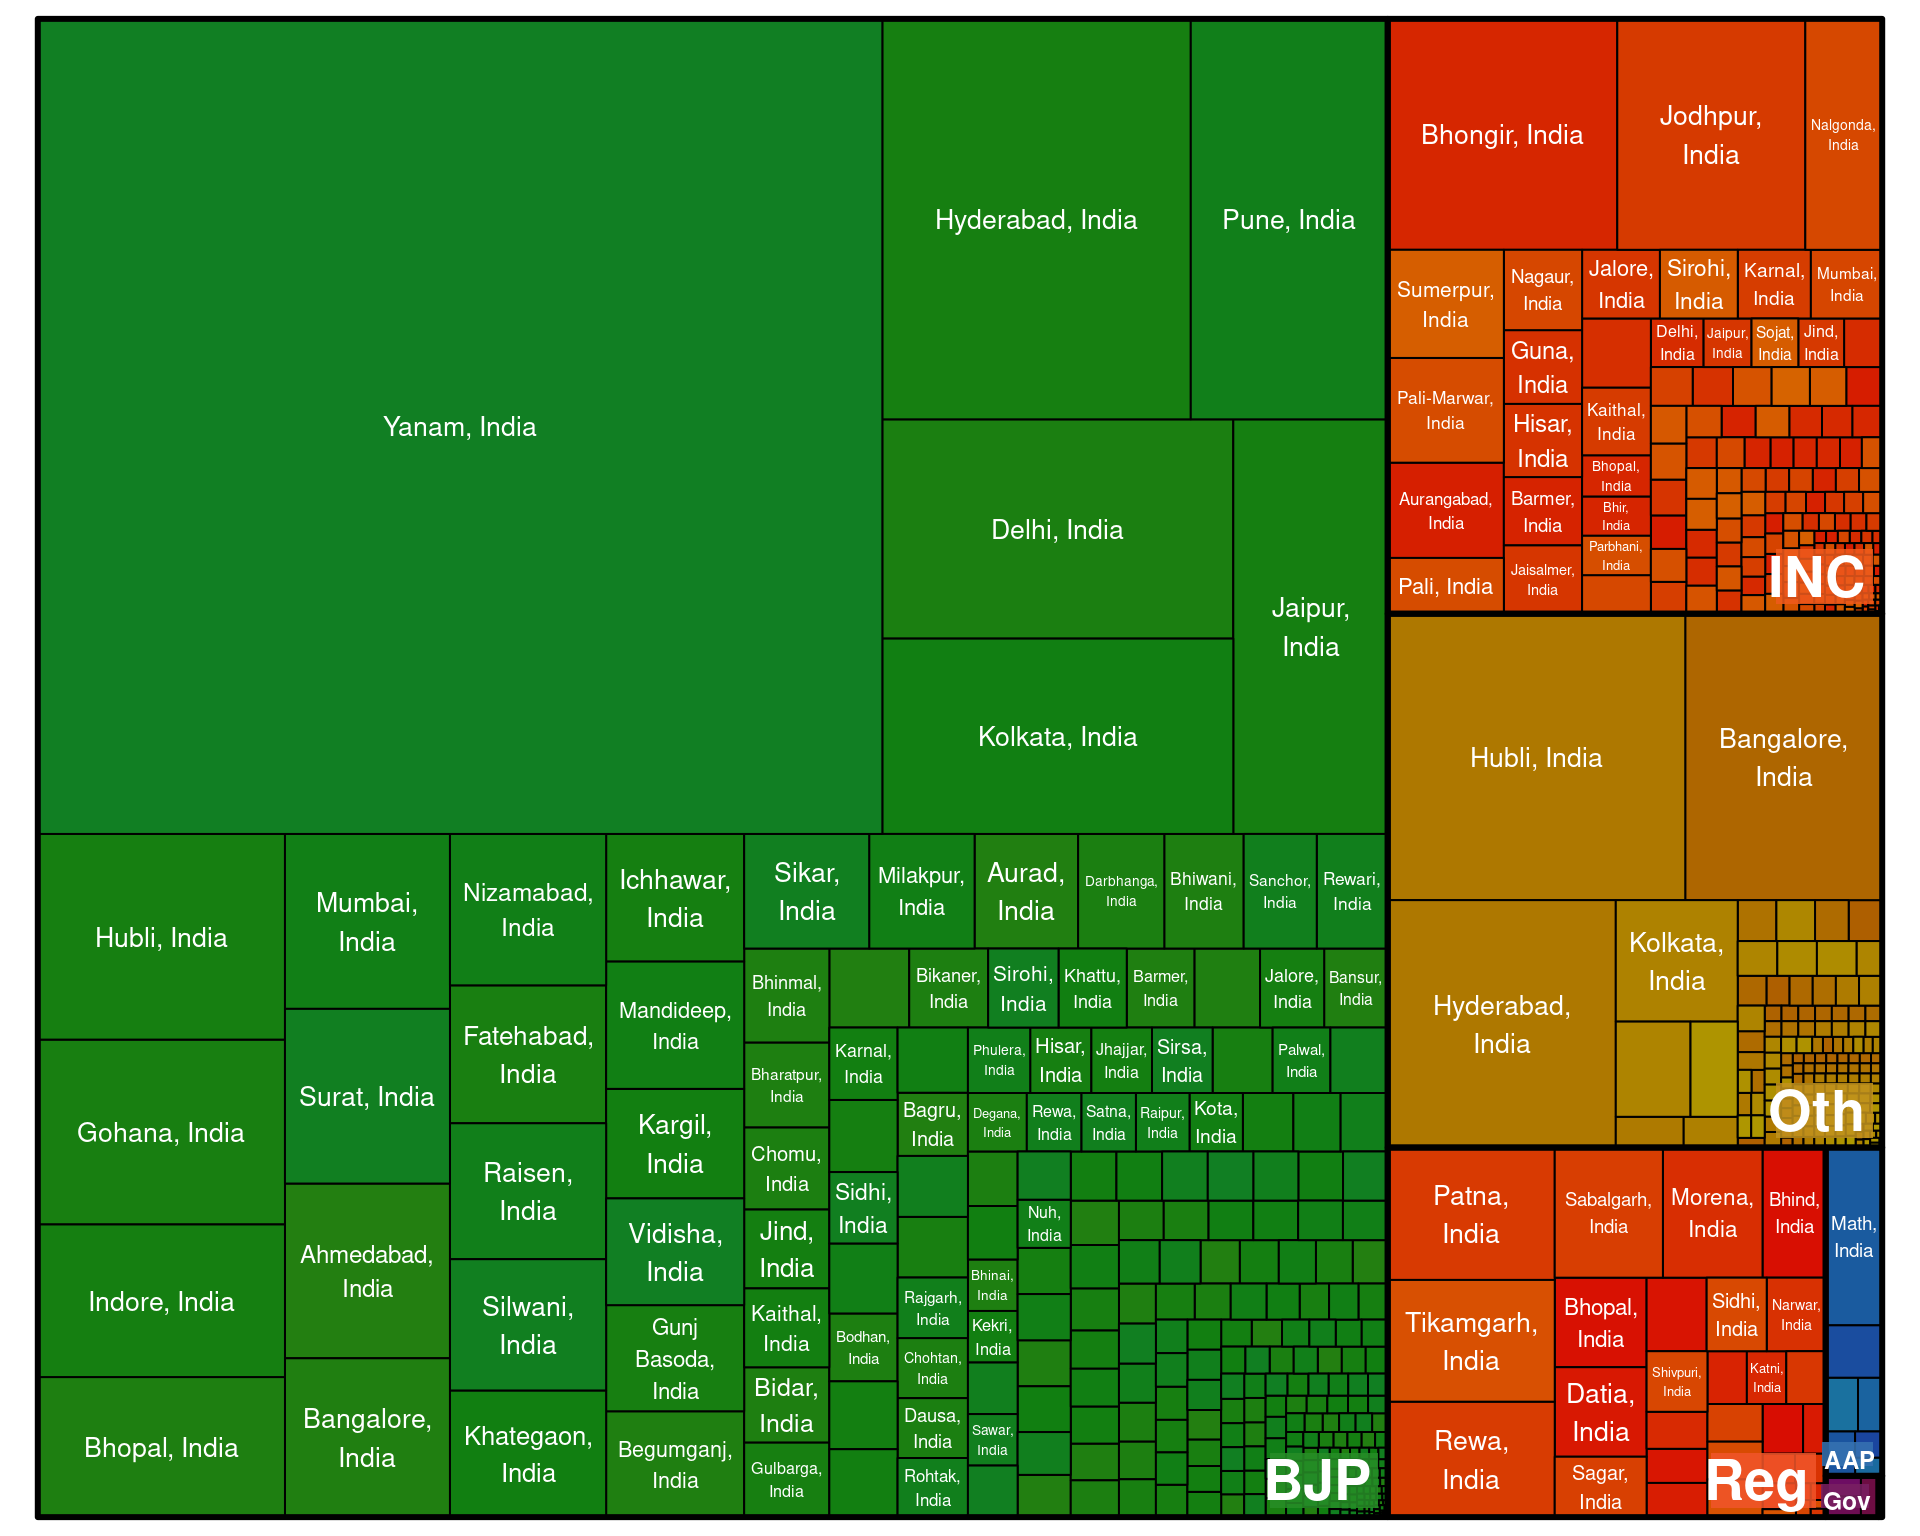 Yanam, India
Hyderabad, India
Pune, India
Delhi, India
Kolkata, India
Jaipur,
India
Hubli, India
Gohana, India
Indore, India
Bhopal, India
Mumbai,
India
Surat, India
Ahmedabad,
India
Bangalore,
India
Nizamabad,
India
Fatehabad,
India
Raisen,
India
Silwani,
India
Khategaon,
India
Ichhawar,
India
Mandideep,
India
Kargil,
India
Vidisha,
India
Gunj
Basoda,
India
Begumganj,
India
Sikar,
India
Milakpur,
India
Aurad,
India
Darbhanga,
India
Bhiwani,
India
Sanchor,
India
Rewari,
India
Bhinmal,
India
Bharatpur,
India
Chomu,
India
Jind,
India
Kaithal,
India
Bidar,
India
Gulbarga,
India
Bikaner,
India
Sirohi,
India
Khattu,
India
Barmer,
India
Jalore,
India
Bansur,
India
Karnal,
India
Sidhi,
India
Bodhan,
India
Bagru,
India
Rajgarh,
India
Chohtan,
India
Dausa,
India
Rohtak,
India
Phulera,
India
Hisar,
India
Jhajjar,
India
Sirsa,
India
Palwal,
India
Degana,
India
Rewa,
India
Satna,
India
Raipur,
India
Kota,
India
Bhinai,
India
Kekri,
India
Sawar,
India
Nuh,
India
BJP
Bhongir, India
Jodhpur,
India
Nalgonda,
India
Sumerpur,
India
Pali-Marwar,
India
Aurangabad,
India
Pali, India
Nagaur,
India
Guna,
India
Hisar,
India
Barmer,
India
Jaisalmer,
India
Jalore,
India
Sirohi,
India
Karnal,
India
Mumbai,
India
Kaithal,
India
Bhopal,
India
Bhir,
India
Parbhani,
India
Delhi,
India
Jaipur,
India
Sojat,
India
Jind,
India
INC
Hubli, India
Bangalore,
India
Hyderabad,
India
Kolkata,
India
Oth
Patna,
India
Tikamgarh,
India
Rewa,
India
Sabalgarh,
India
Morena,
India
Bhind,
India
Bhopal,
India
Datia,
India
Sagar,
India
Sidhi,
India
Narwar,
India
Shivpuri,
India
Katni,
India
Reg
Math,
India
AAP
Gov